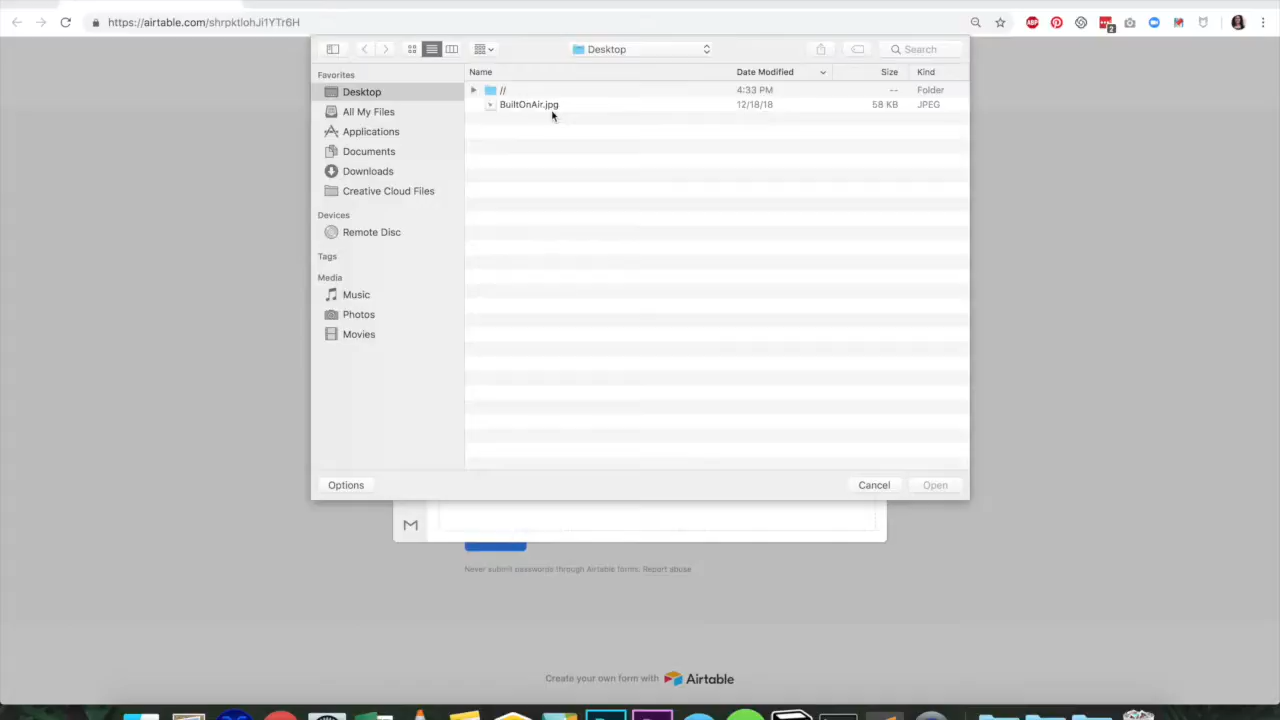 https://airtable.com/shrpktlohJi1YTr6H
ABP
2
Desktop
Search
Favorites
Name
Date Modified
Size
Kind
Desktop
//
4:33 PM
--
Folder
BuiltOnAir.jpg
12/18/18
58 KB
JPEG
All My Files
Applications
Documents
Downloads
Creative Cloud Files
Devices
Remote Disc
Tags
Media
Music
Photos
Movies
Options
Cancel
Open
Never submit passwords through Airtable forms. Report abuse
Create your own form with Airtable